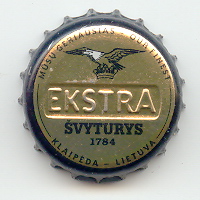 MŪSŲ GERIAUSIAS - OUR FINEST
EKSTRA
ŠVYTURYS
1784
KLAIPĖDA - LIETUVA